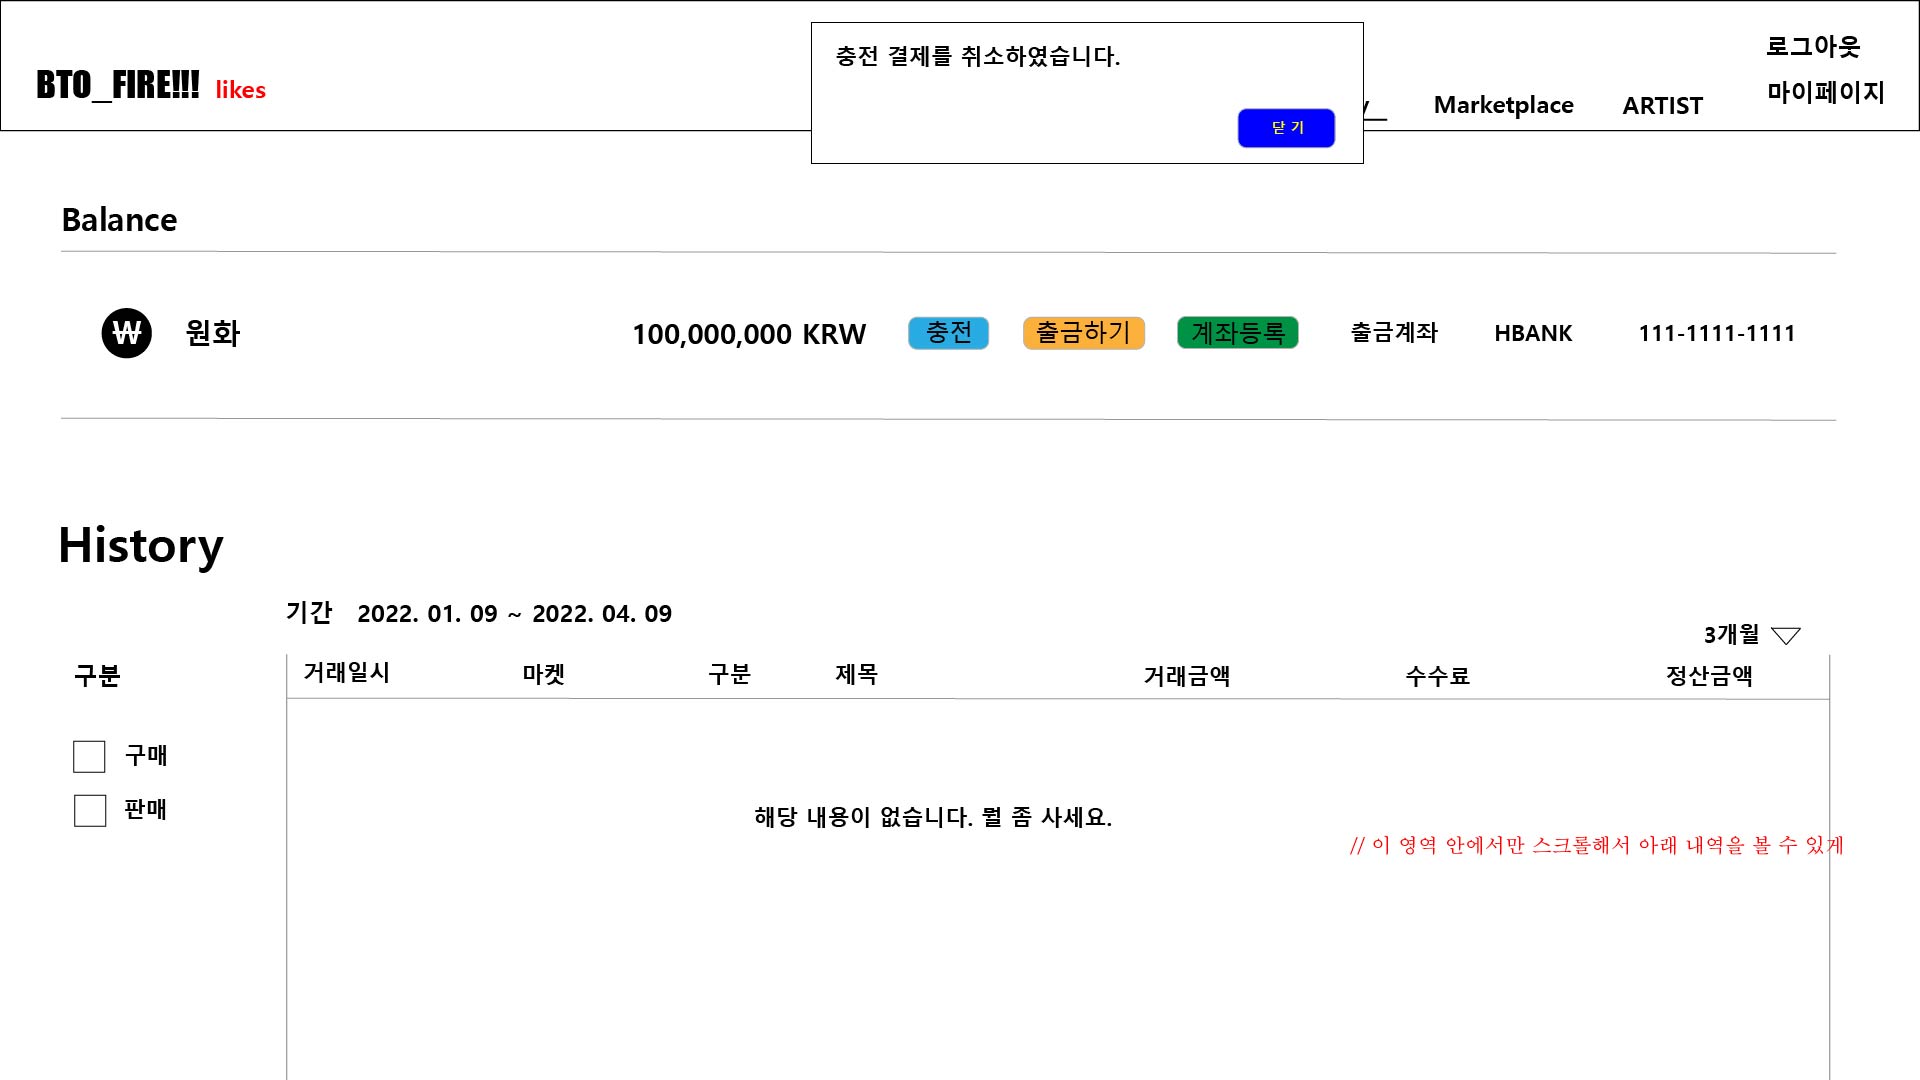 충전 결제를 취소하였습니다.
닫 기
BTO_FIRE!!! likes
Marketplace
ARTIST
로그아웃
마이페이지
Balance
₩ 원화 100,000,000 KRW 충전 출금하기 계좌등록 출금계좌 HBANK 111-1111-1111
History
기간 2022. 01. 09 ~ 2022. 04. 09
3개월
구분
거래일시 마켓 구분 제목 거래금액 수수료 정산금액
구매
판매
해당 내용이 없습니다. 뭘 좀 사세요.
// 이 영역 안에서만 스크롤해서 아래 내역을 볼 수 있게